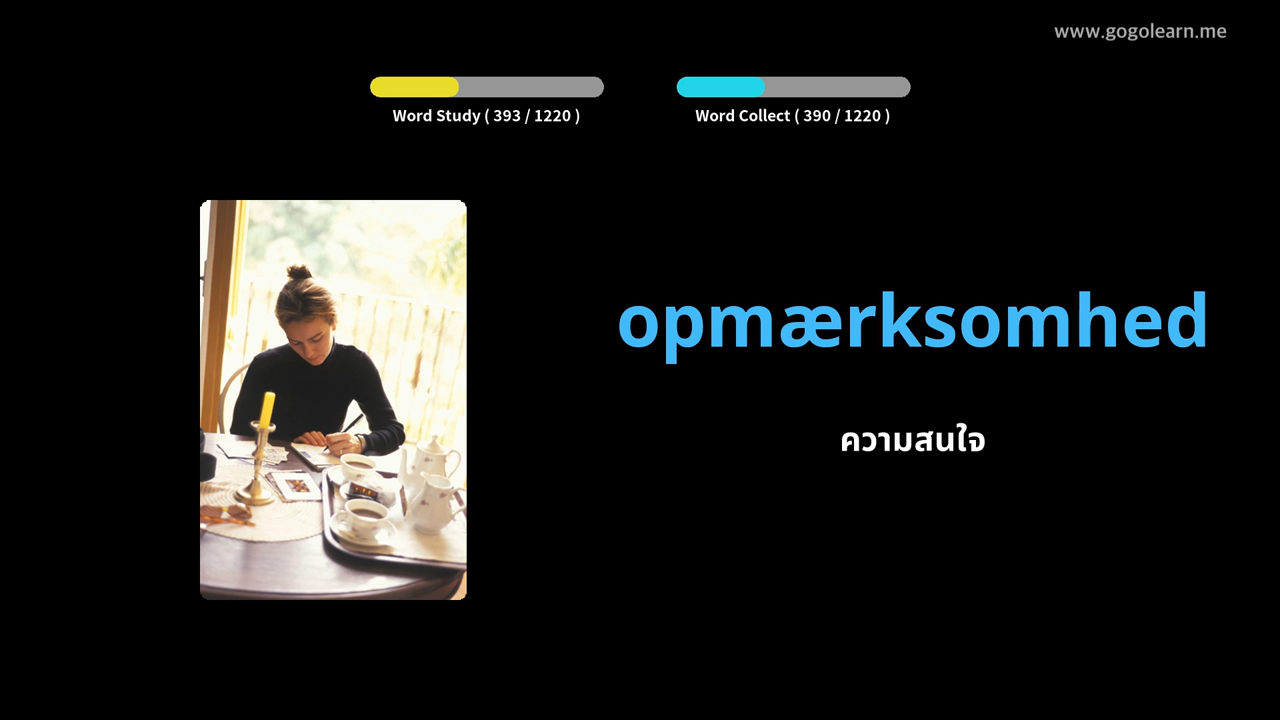 www.gogolearn.me
Word Study ( 393 / 1220 )
Word Collect ( 390 / 1220 )
opmærksomhed
ความสนใจ